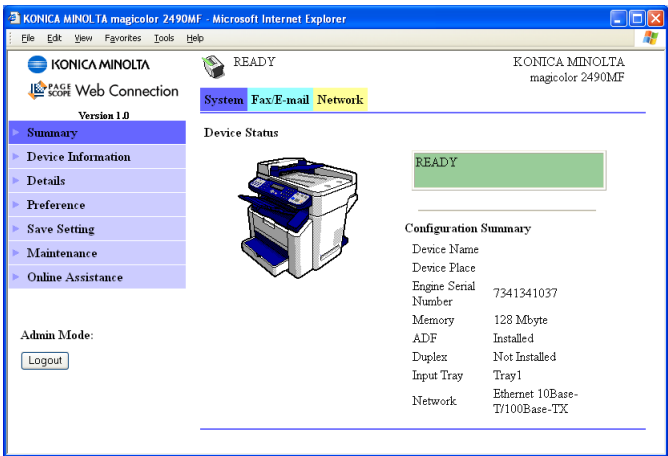 KONICA MINOLTA magicolor 2490MF - Microsoft Internet Explorer
File Edit View Favorites Tools Help
KONICA MINOLTA
PAGE SCOPE Web Connection
Version 1.0
READY
KONICA MINOLTA
magicolor 2490MF
System Fax/E-mail Network
Summary
Device Information
Details
Preference
Save Setting
Maintenance
Online Assistance
Admin Mode:
Logout
Device Status
READY
Configuration Summary
Device Name
Device Place
Engine Serial
Number 7341341037
Memory 128 Mbyte
ADF Installed
Duplex Not Installed
Input Tray Tray1
Network Ethernet 10Base-
T/100Base-TX